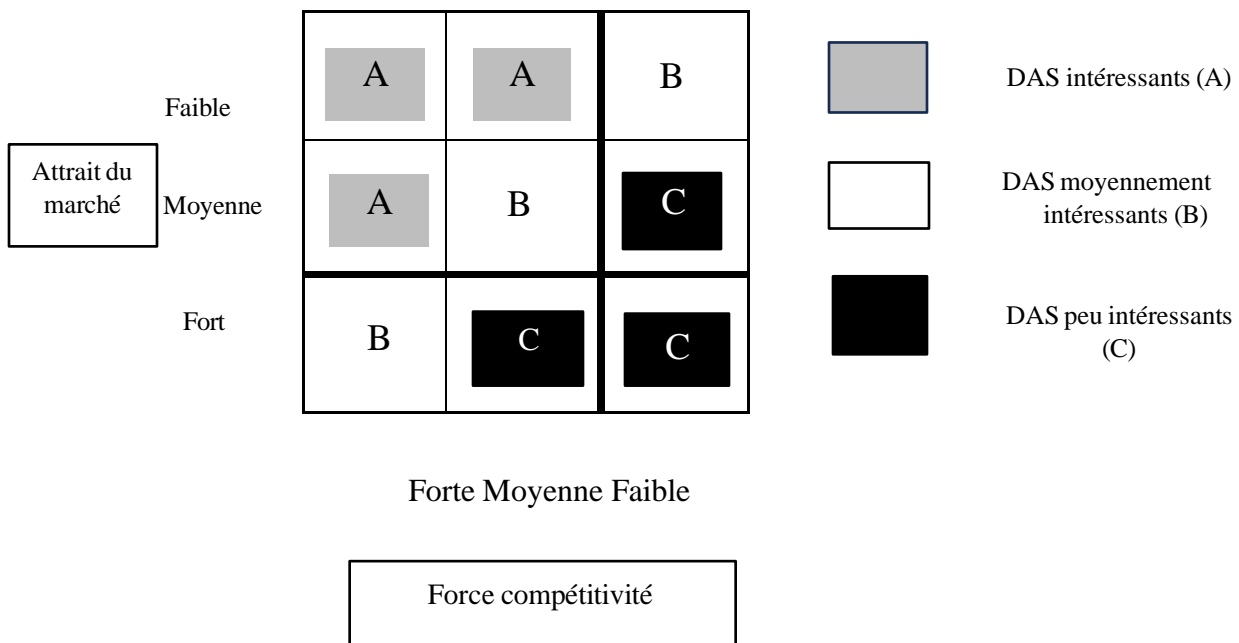 A A B
DAS intéressants (A)
Faible
Attrait du
marché
Moyenne
A B C
DAS moyennement
intéressants (B)
Fort
B C C
DAS peu intéressants
(C)
Forte Moyenne Faible
Force compétitivité